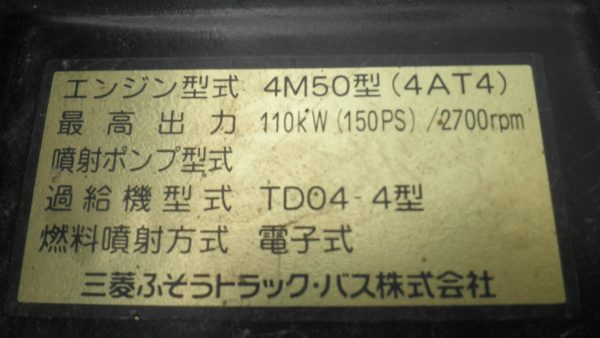 エンジン型式 4M50型(4AT4)
最高出力 110kW(150PS)/2700rpm
噴射ポンプ型式
過給機型式 TD04-4型
燃料噴射方式 電子式
三菱ふそうトラック・バス株式会社